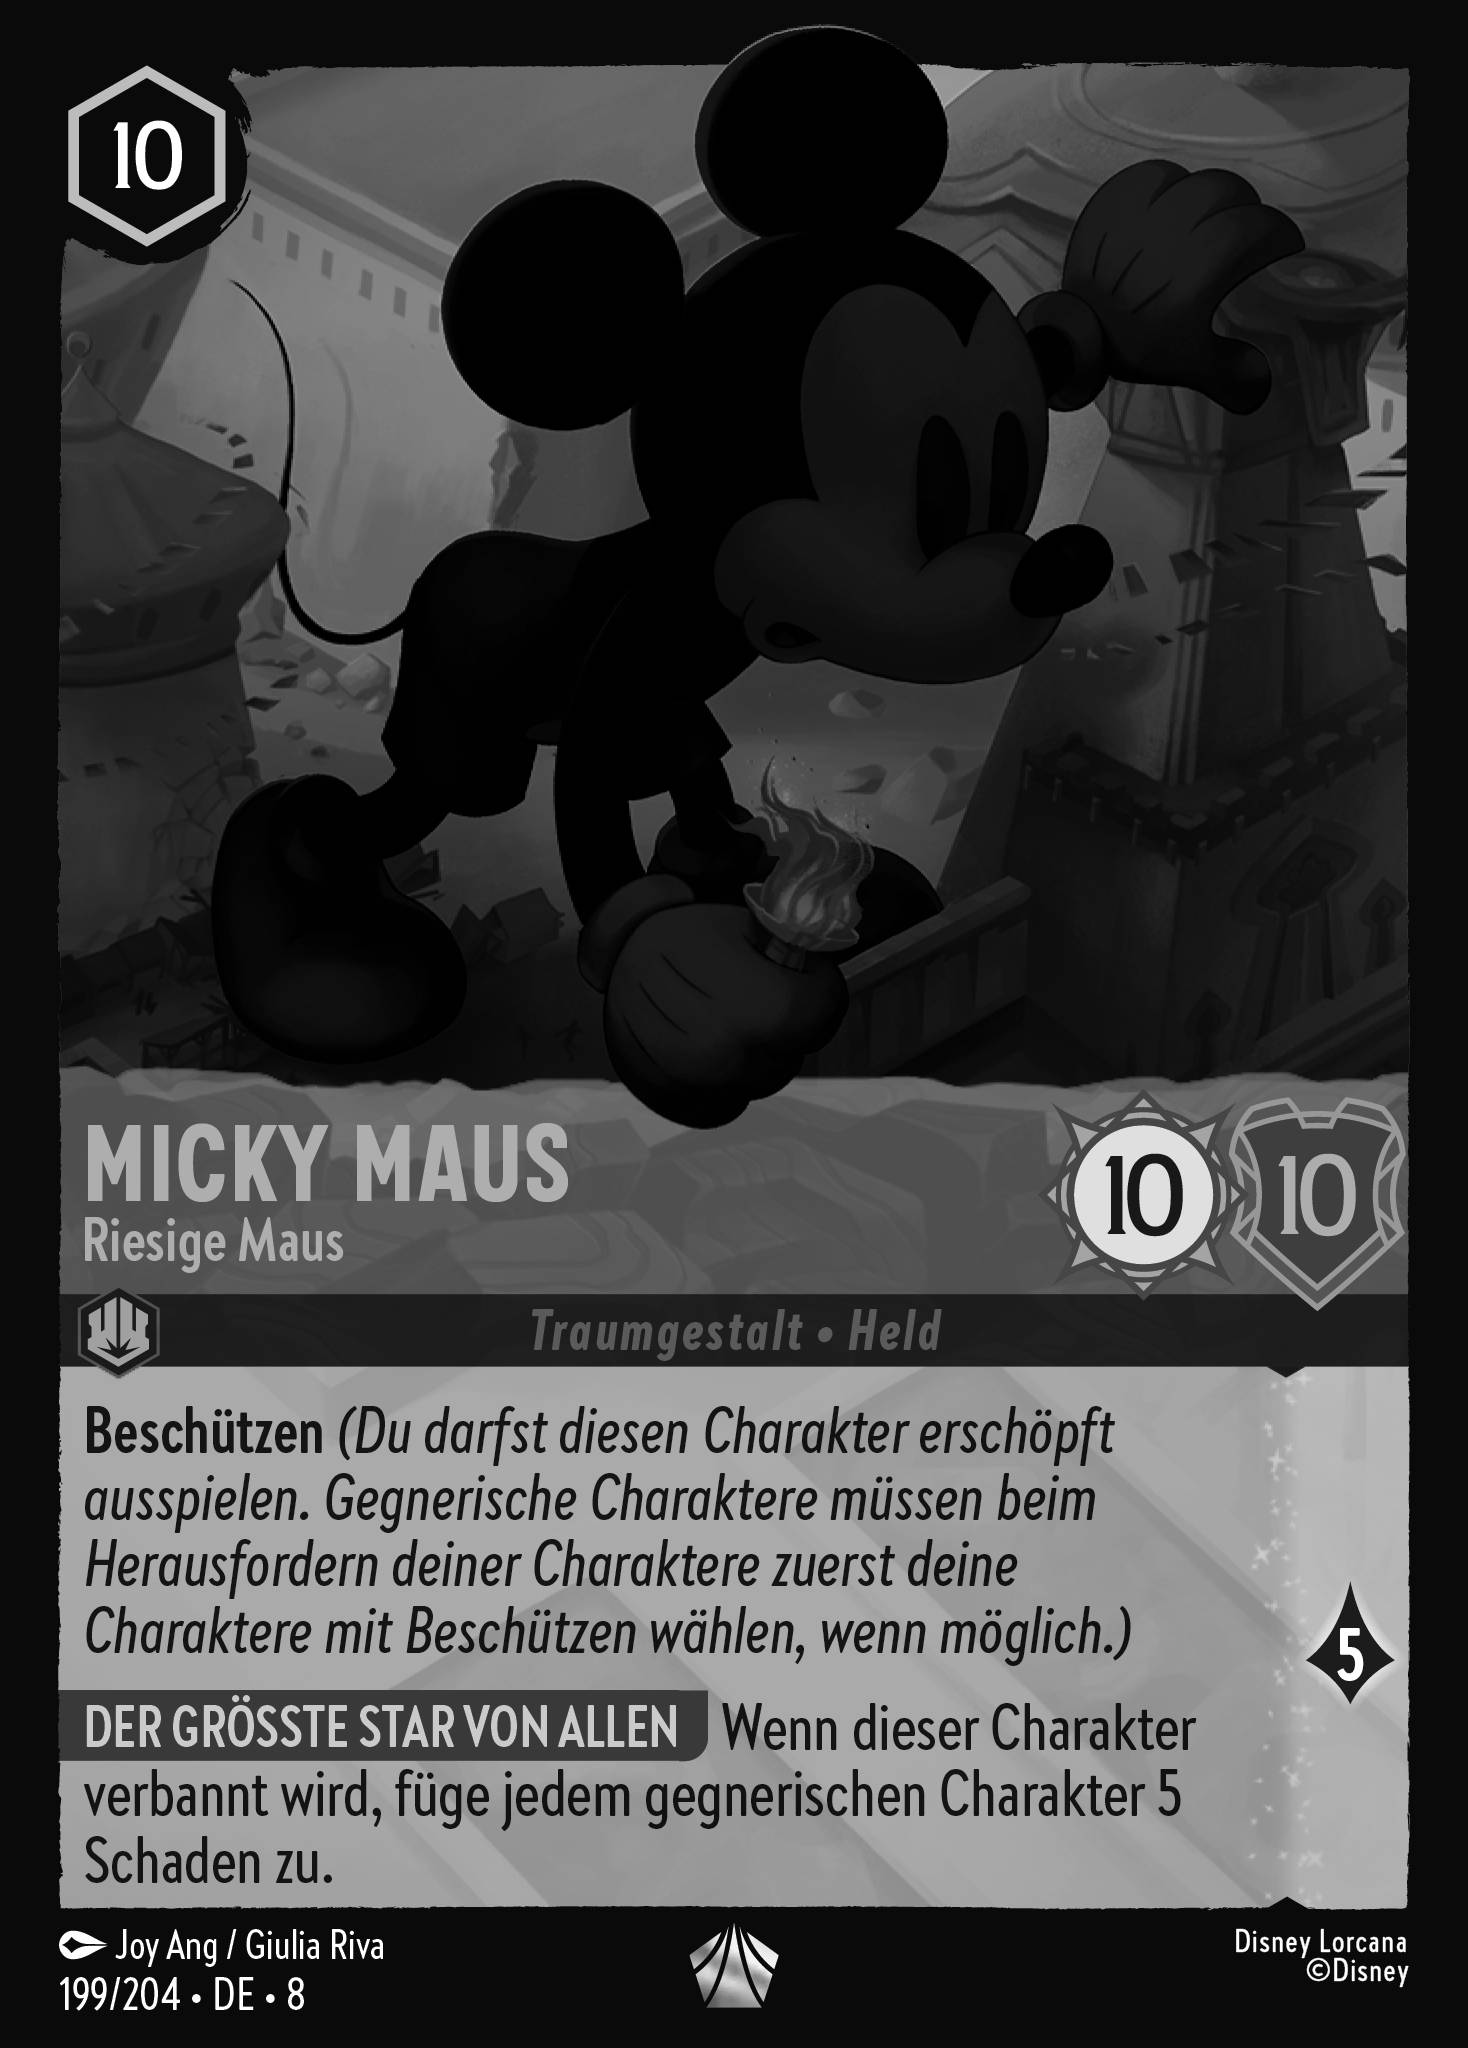 10
MICKY MAUS
Riesige Maus
10
10
Traumgestalt • Held
Beschützen (Du darfst diesen Charakter erschöpft
ausspielen. Gegnerische Charaktere müssen beim
Herausfordern deiner Charaktere zuerst deine
Charaktere mit Beschützen wählen, wenn möglich.)
5
DER GRÖSSTE STAR VON ALLEN Wenn dieser Charakter
verbannt wird, füge jedem gegnerischen Charakter 5
Schaden zu.
Joy Ang / Giulia Riva
199/204 • DE • 8
Disney Lorcana
©Disney